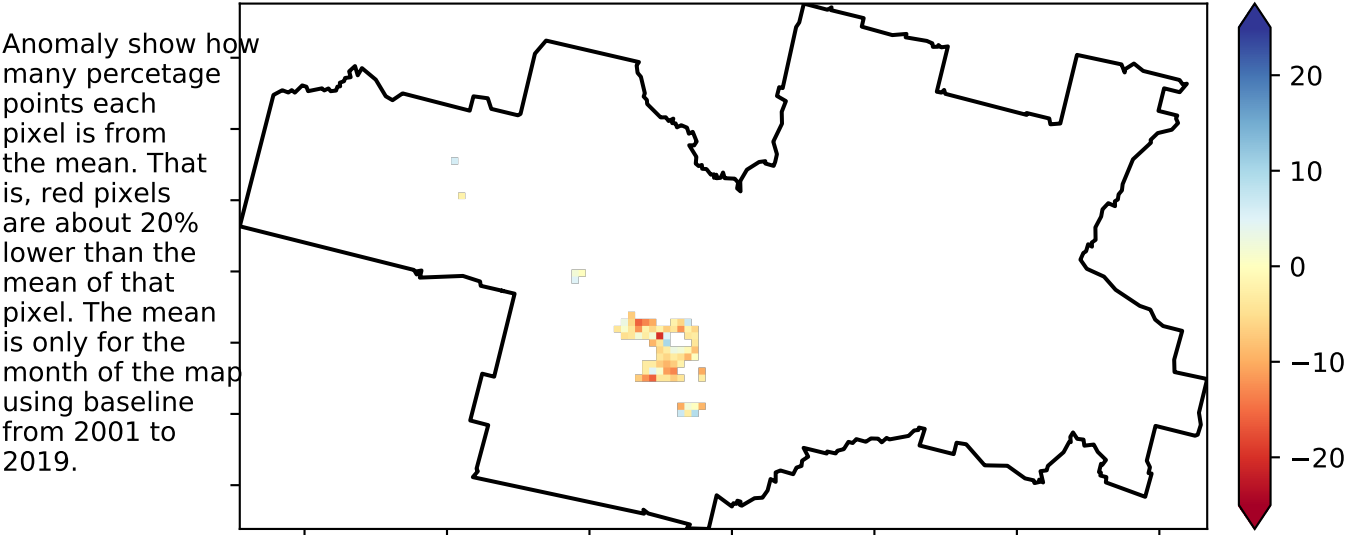 Anomaly show how
many percetage
points each
pixel is from
the mean. That
is, red pixels
are about 20%
lower than the
mean of that
pixel. The mean
is only for the
month of the map
using baseline
from 2001 to
2019.
20
10
0
−10
−20